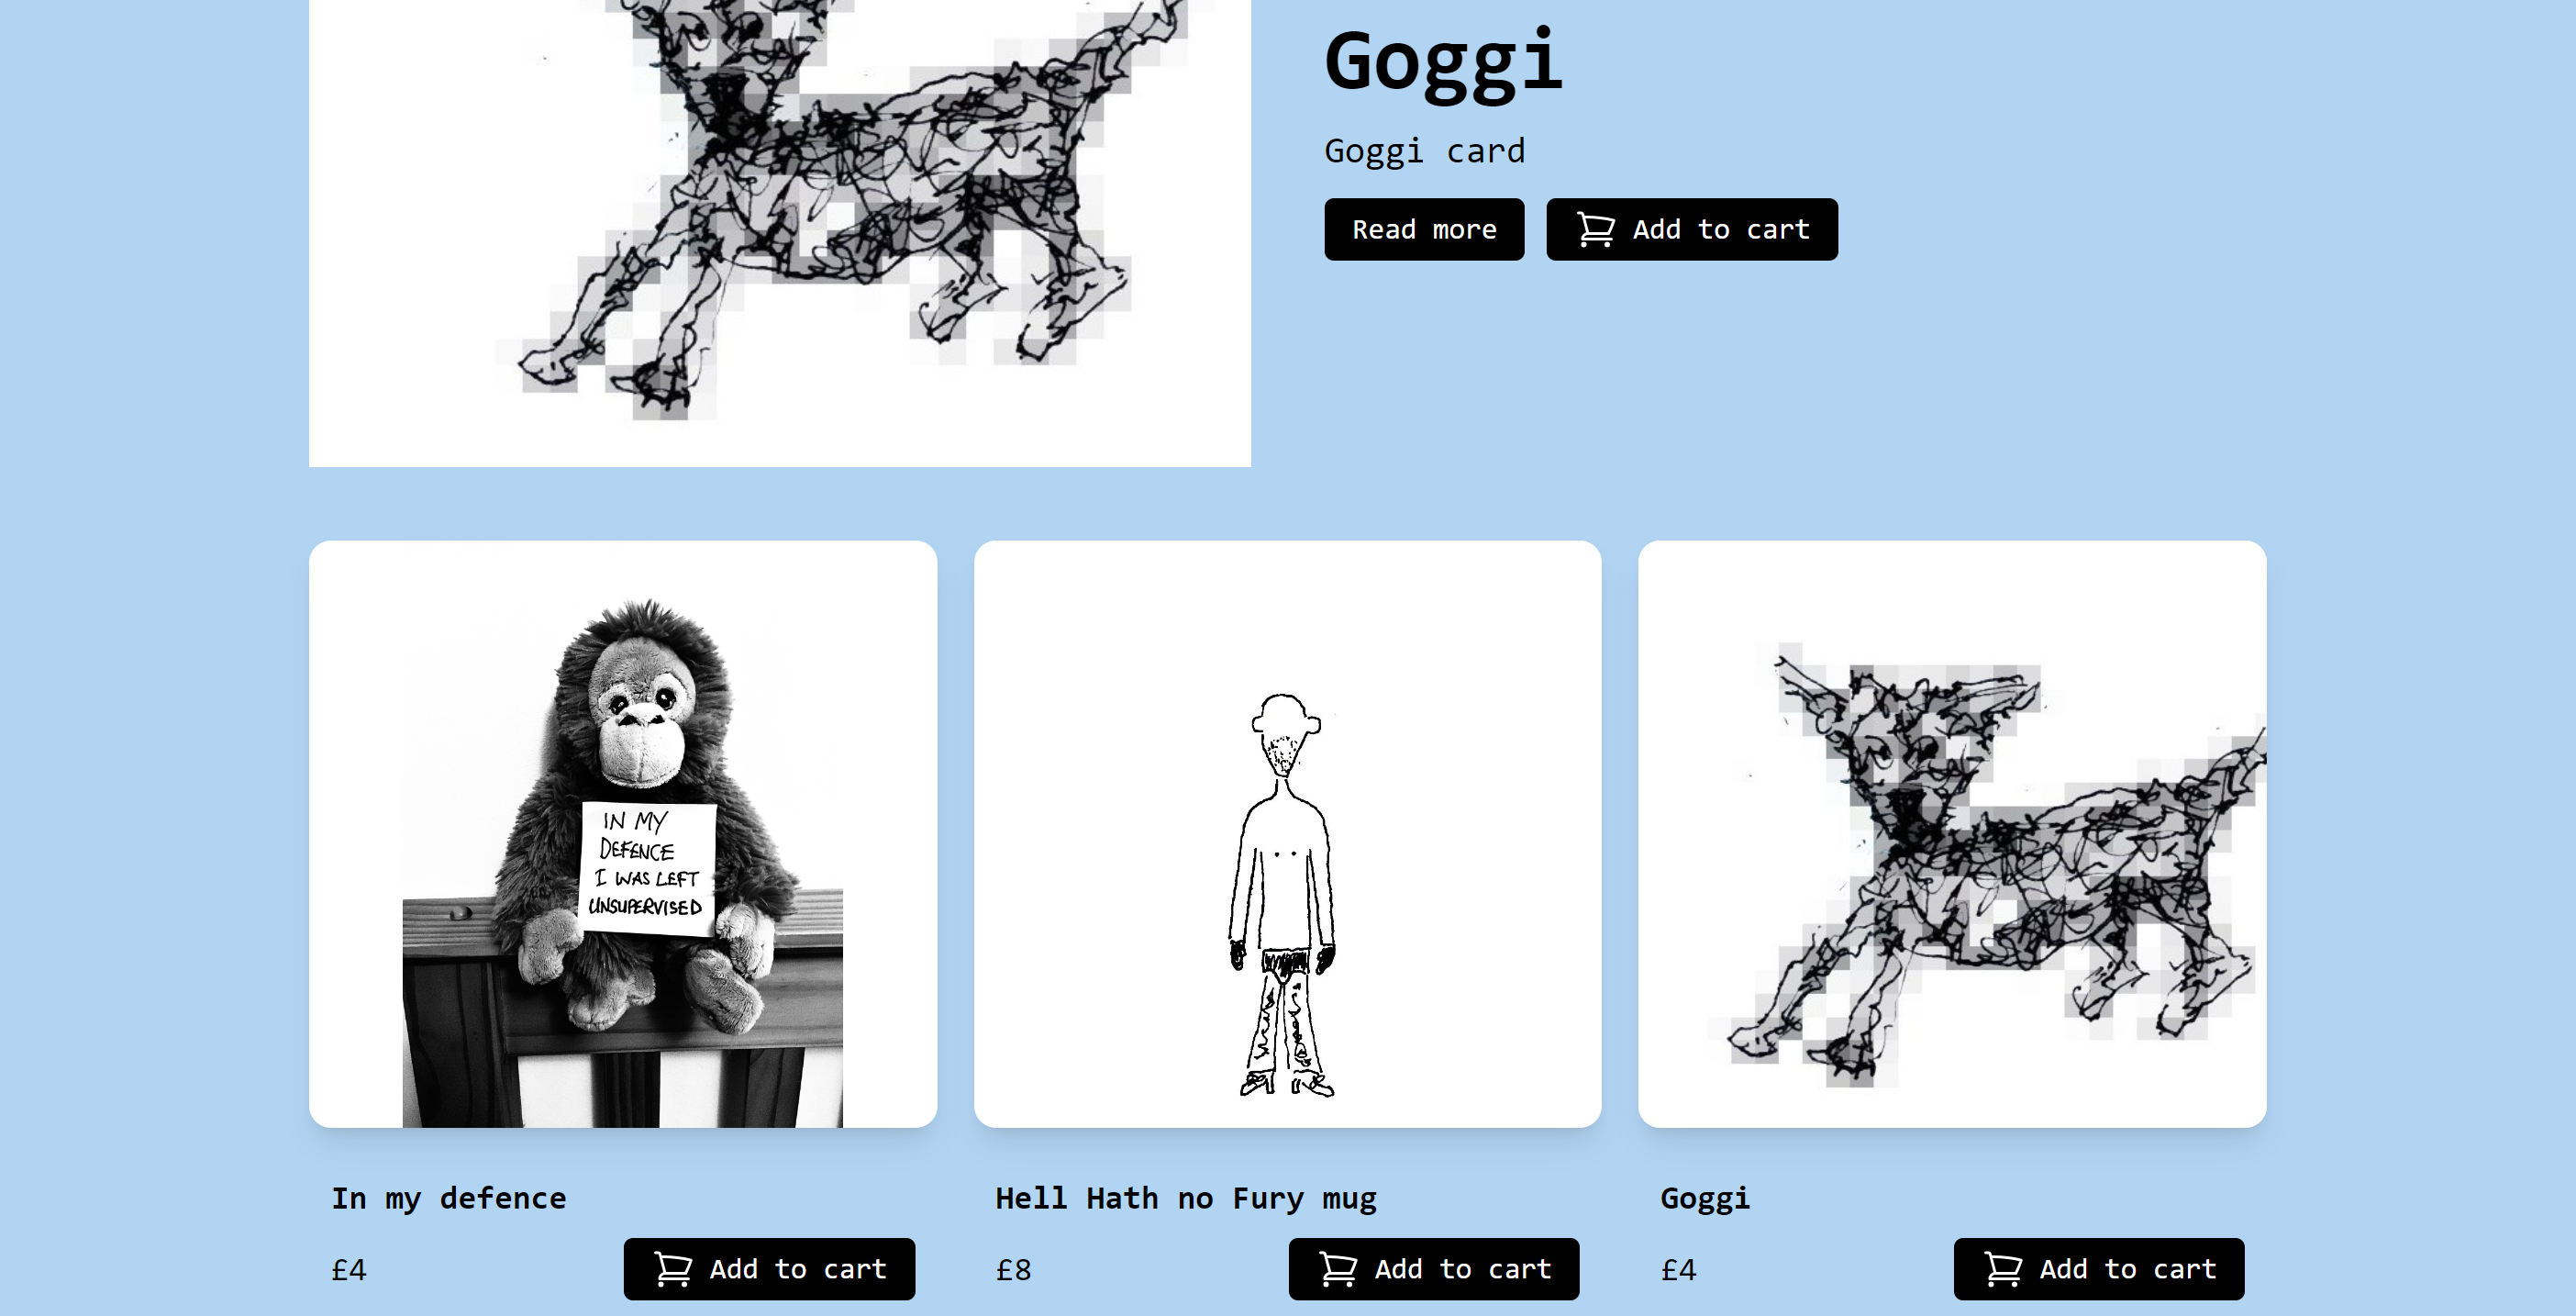 Goggi
Goggi card
Read more
Add to cart
IN MY
DEFENCE
I WAS LEFT
UNSUPERVISED
In my defence
£4
Add to cart
Hell Hath no Fury mug
£8
Add to cart
Goggi
£4
Add to cart